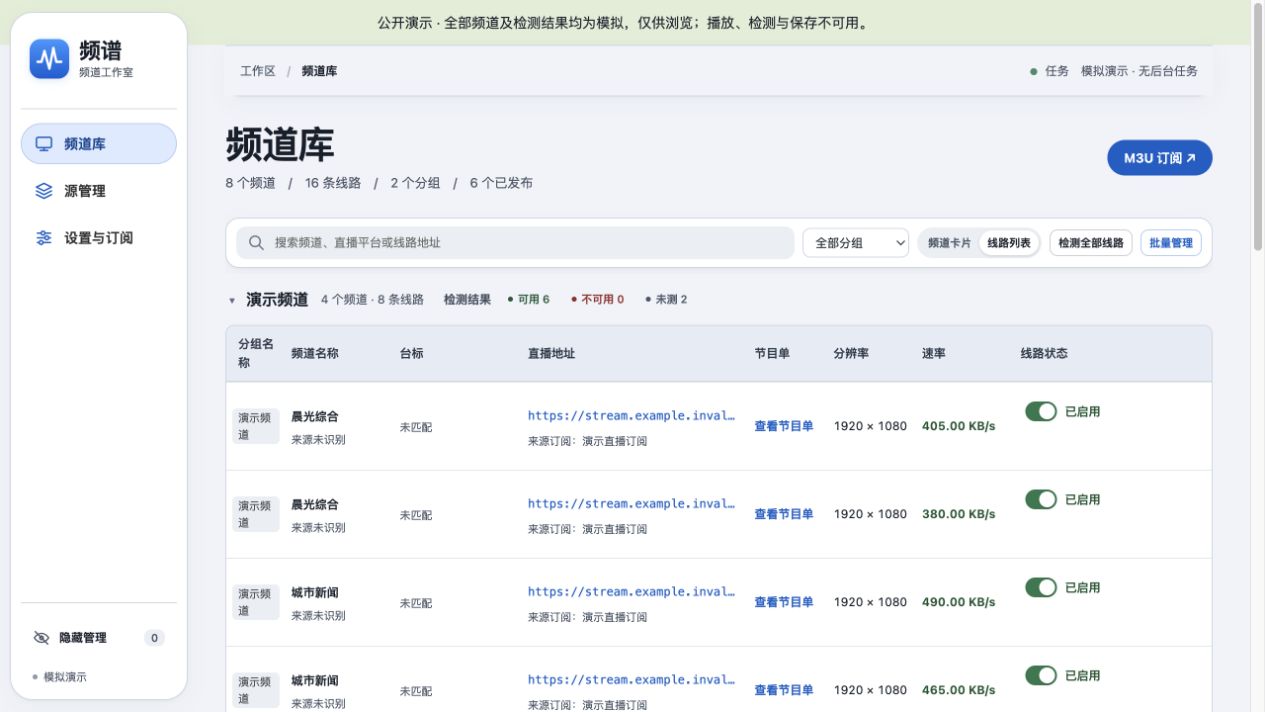 公开演示 · 全部频道及检测结果均为模拟，仅供浏览；播放、检测与保存不可用。
频谱
频道工作室
频道库
源管理
设置与订阅
隐藏管理 0
模拟演示
工作区 / 频道库
任务 模拟演示 · 无后台任务
频道库
8 个频道 / 16 条线路 / 2 个分组 / 6 个已发布
M3U 订阅 ↗
搜索频道、直播平台或线路地址
全部分组
频道卡片 线路列表 检测全部线路 批量管理
演示频道 4 个频道 · 8 条线路 检测结果 可用 6 不可用 0 未测 2
分组名称 频道名称 台标 直播地址 节目单 分辨率 速率 线路状态
演示频道
晨光综合
来源未识别
未匹配
https://stream.example.inval…
来源订阅：演示直播订阅
查看节目单
1920 × 1080
405.00 KB/s
已启用
演示频道
晨光综合
来源未识别
未匹配
https://stream.example.inval…
来源订阅：演示直播订阅
查看节目单
1920 × 1080
380.00 KB/s
已启用
演示频道
城市新闻
来源未识别
未匹配
https://stream.example.inval…
来源订阅：演示直播订阅
查看节目单
1920 × 1080
490.00 KB/s
已启用
演示频道
城市新闻
来源未识别
未匹配
https://stream.example.inval…
来源订阅：演示直播订阅
查看节目单
1920 × 1080
465.00 KB/s
已启用